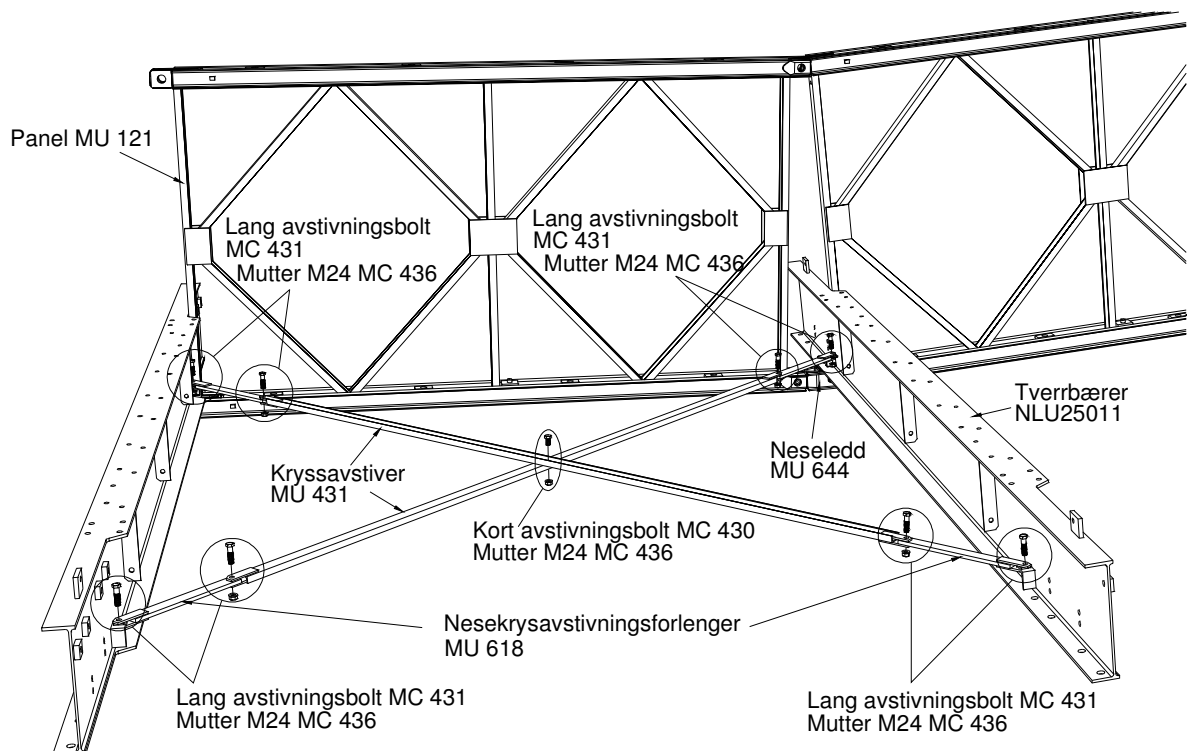 Panel MU 121
Lang avstivningsbolt
MC 431
Mutter M24 MC 436
Lang avstivningsbolt
MC 431
Mutter M24 MC 436
Tverrbærer
NLU25011
Neseledd
MU 644
Kryssavstiver
MU 431
Kort avstivningsbolt MC 430
Mutter M24 MC 436
Nesekrysavstivningsforlenger
MU 618
Lang avstivningsbolt MC 431
Mutter M24 MC 436
Lang avstivningsbolt MC 431
Mutter M24 MC 436